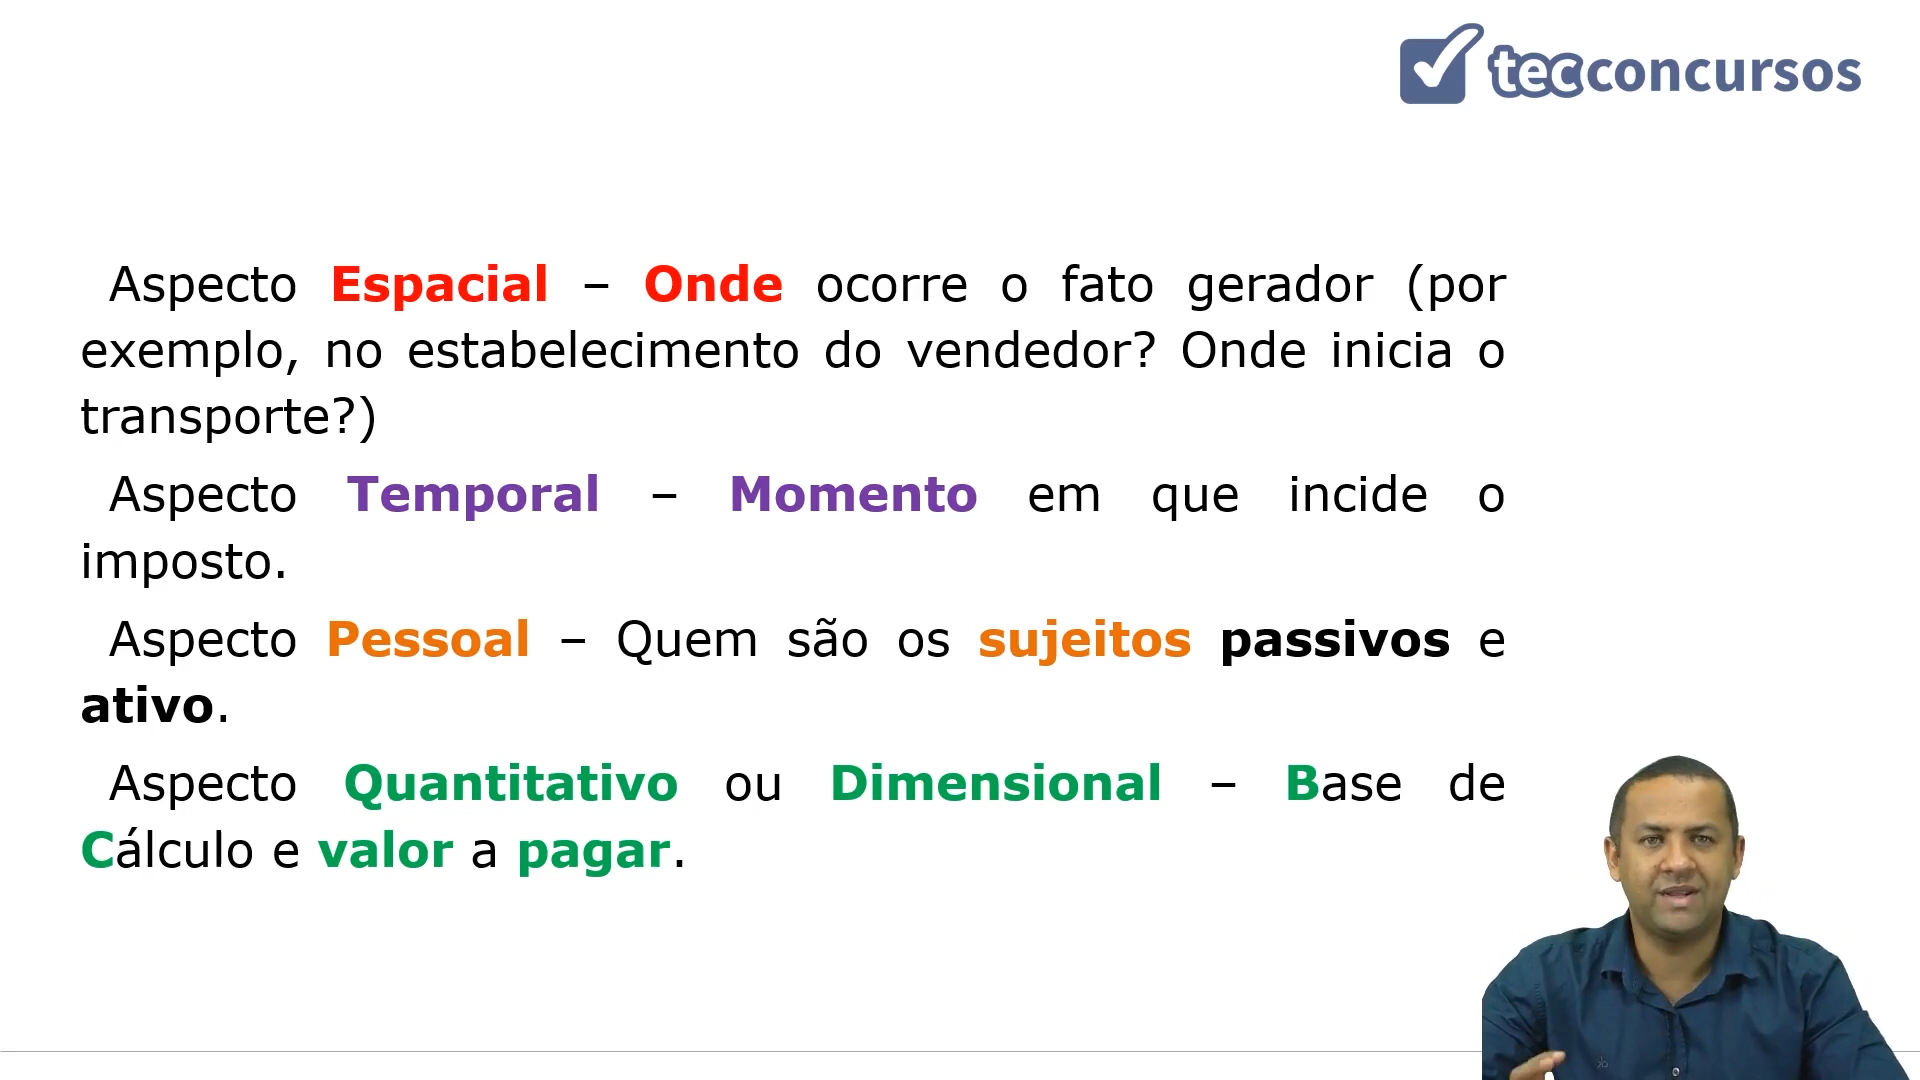 tecconcursos
Aspecto Espacial – Onde ocorre o fato gerador (por
exemplo, no estabelecimento do vendedor? Onde inicia o
transporte?)
Aspecto Temporal – Momento em que incide o
imposto.
Aspecto Pessoal – Quem são os sujeitos passivos e
ativo.
Aspecto Quantitativo ou Dimensional – Base de
Cálculo e valor a pagar.